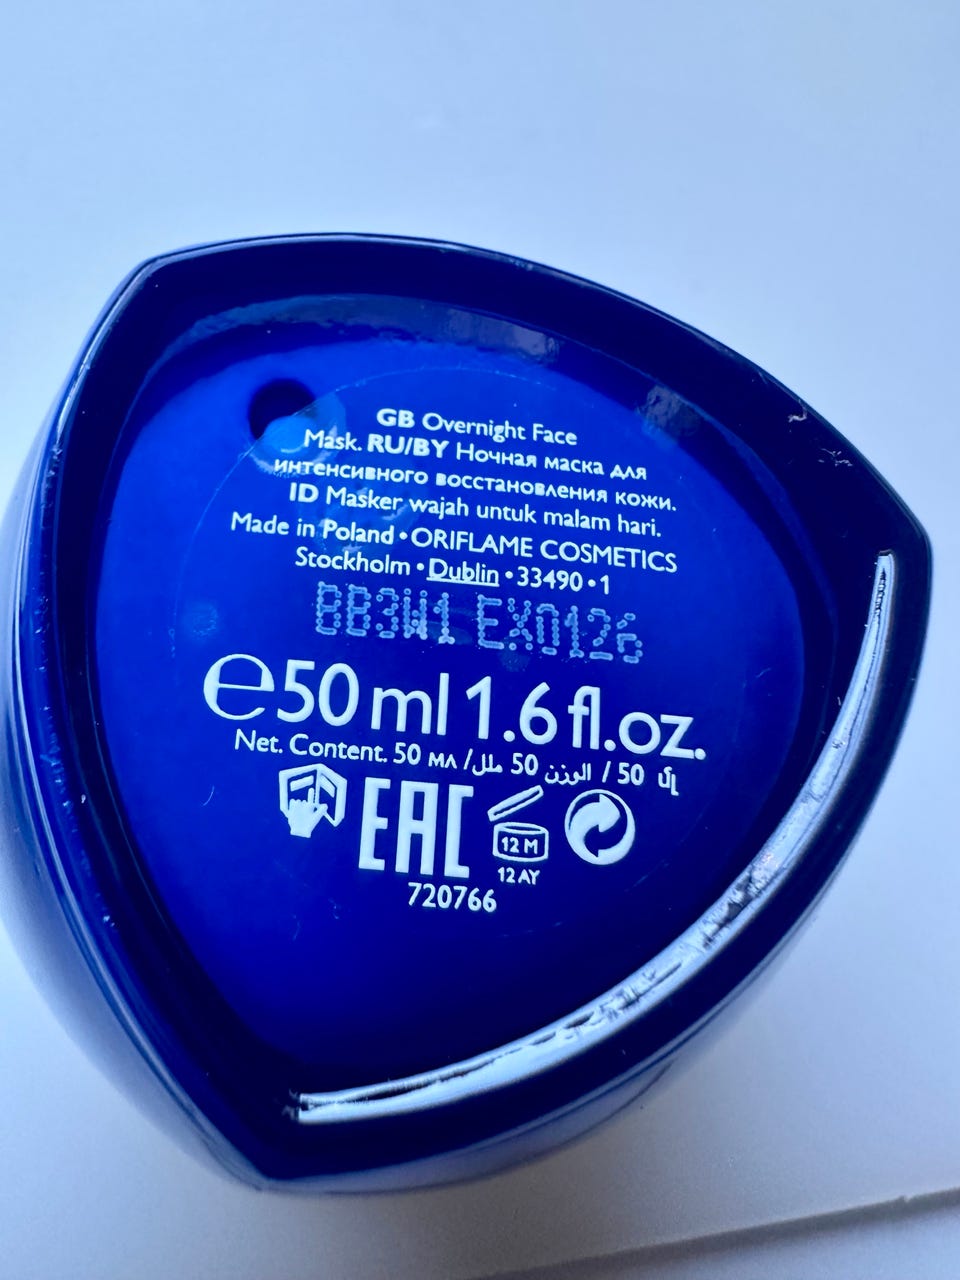 GB Overnight Face
Mask. RU/BY Ночная маска для
интенсивного восстановления кожи.
ID Masker wajah untuk malam hari.
Made in Poland • ORIFLAME COSMETICS
Stockholm • Dublin • 33490 • 1
BB3W1 EX0126
℮50 ml 1.6 fl.oz.
Net. Content. 50 мл / الوزن 50 ملل / 50 մլ
EAC
12 M
12 AY
720766